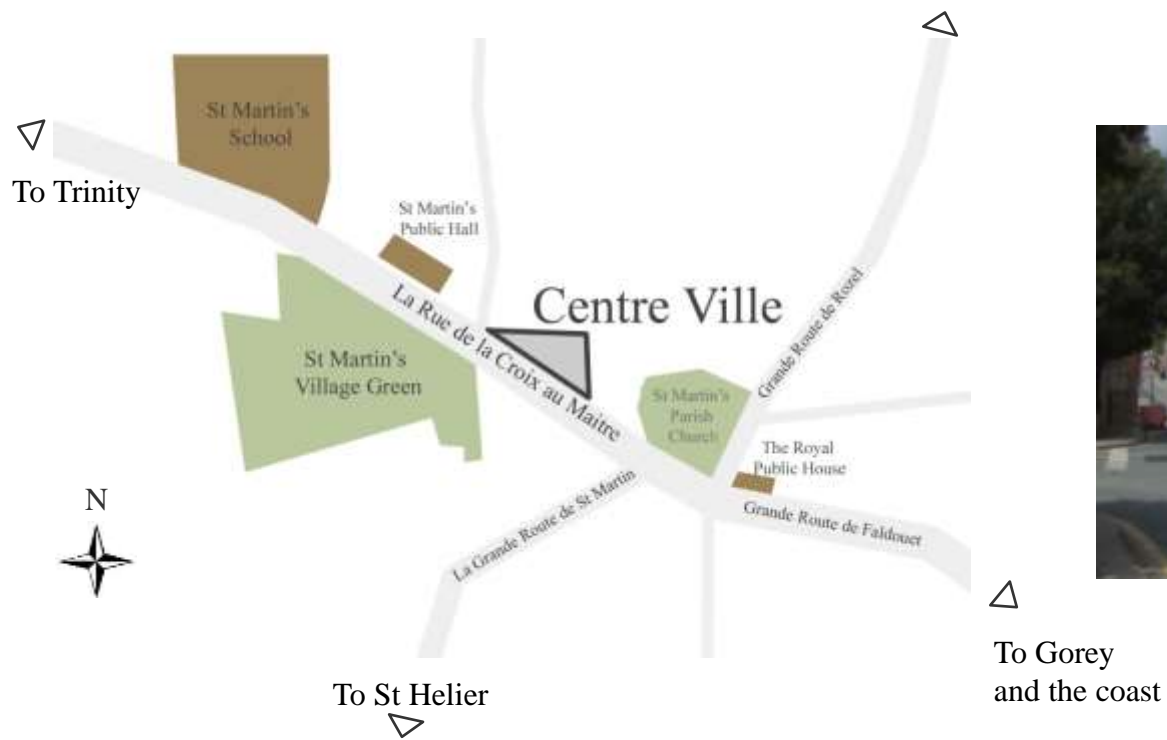 St Martin's
School
To Trinity
St Martin's
Public Hall
Centre Ville
La Rue de la Croix au Maitre
Grande Route de Rozel
St Martin's
Village Green
St Martin's
Parish
Church
The Royal
Public House
N
La Grande Route de St Martin
Grande Route de Faldouet
To Gorey
and the coast
To St Helier